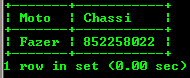 +-------+-----------+
| Moto  | Chassi    |
+-------+-----------+
| Fazer | 852258022 |
+-------+-----------+
1 row in set (0.00 sec)